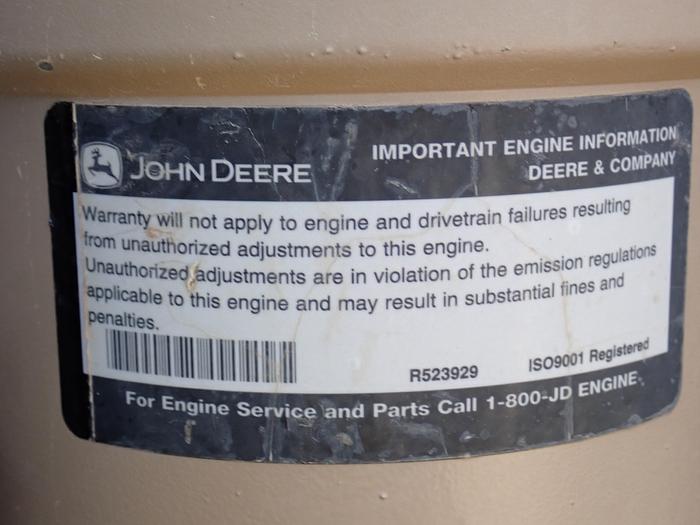 JOHN DEERE
IMPORTANT ENGINE INFORMATION
DEERE & COMPANY
Warranty will not apply to engine and drivetrain failures resulting
from unauthorized adjustments to this engine.
Unauthorized adjustments are in violation of the emission regulations
applicable to this engine and may result in substantial fines and
penalties.
R523929
ISO9001 Registered
For Engine Service and Parts Call 1-800-JD ENGINE.